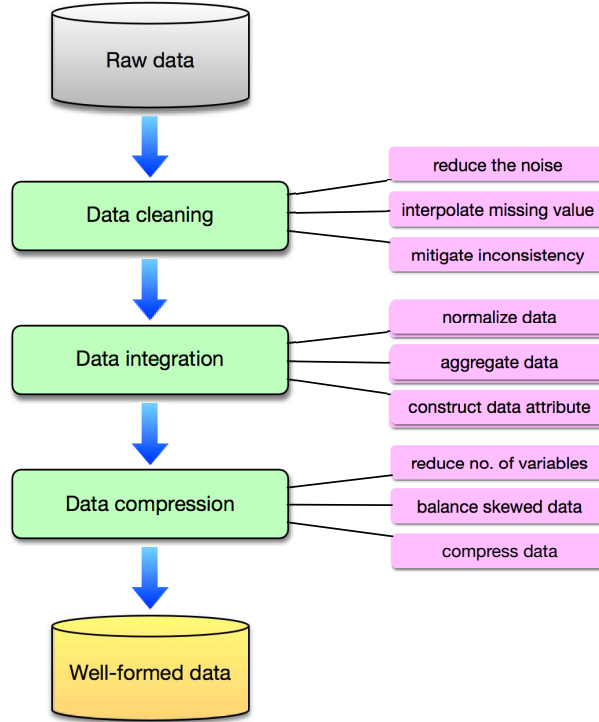 Raw data
Data cleaning
reduce the noise
interpolate missing value
mitigate inconsistency
Data integration
normalize data
aggregate data
construct data attribute
Data compression
reduce no. of variables
balance skewed data
compress data
Well-formed data